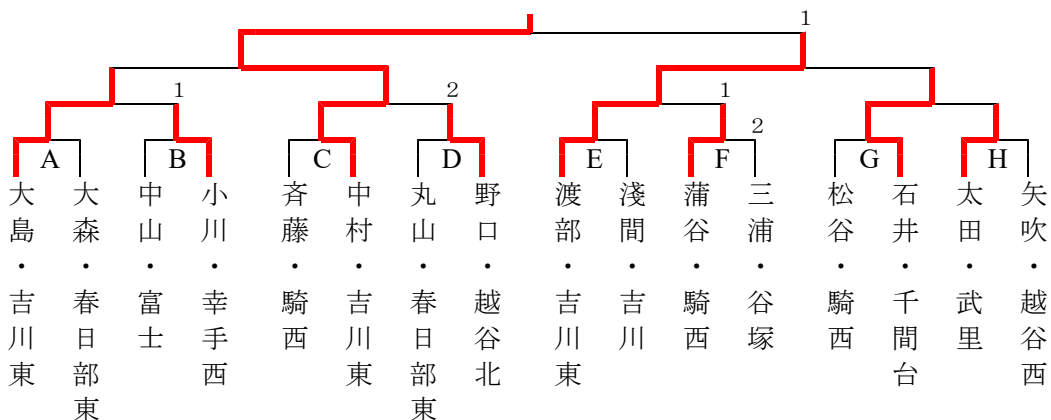 1
1
2
1
2
A
B
C
D
E
F
G
H
大島・吉川東
大森・春日部東
中山・富士
小川・幸手西
斉藤・騎西
中村・吉川東
丸山・春日部東
野口・越谷北
渡部・吉川東
淺間・吉川
蒲谷・騎西
三浦・谷塚
松谷・騎西
石井・千間台
太田・武里
矢吹・越谷西